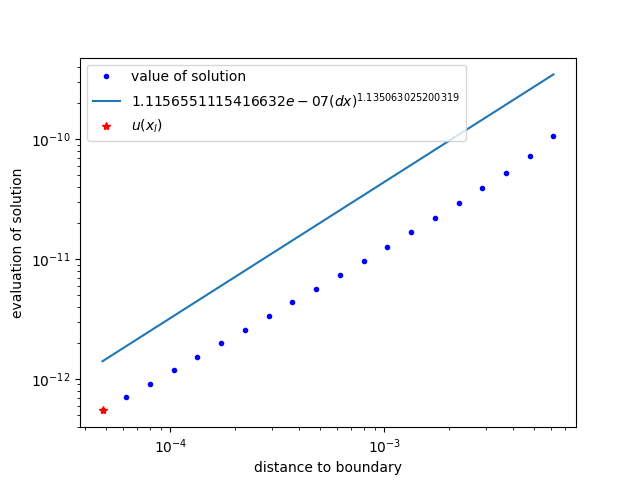 value of solution
1.1156551115416632e − 07(dx)^1.135063025200319
u(x_l)
10^−10
10^−11
10^−12
evaluation of solution
10^−4
10^−3
distance to boundary